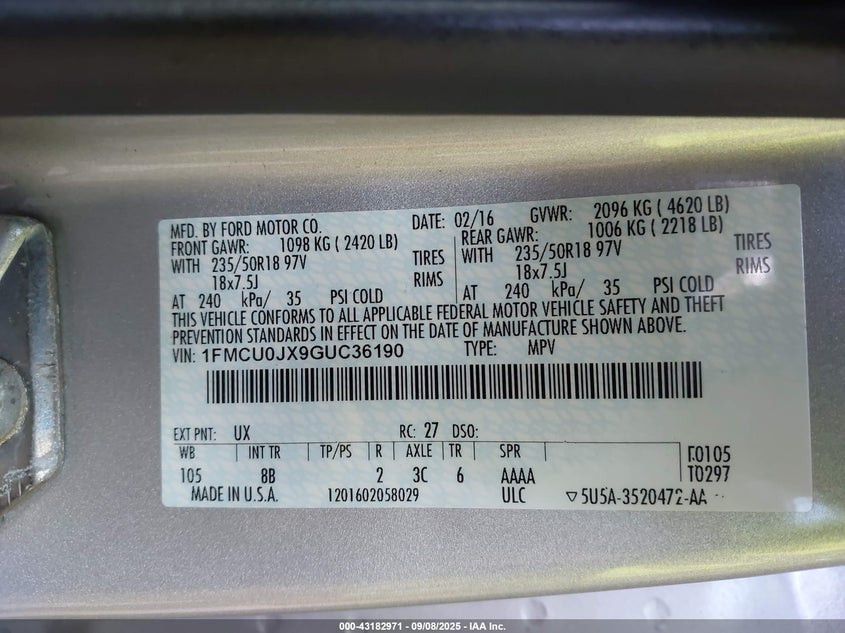 MFD. BY FORD MOTOR CO. DATE: 02/16 GVWR: 2096 KG ( 4620 LB)
FRONT GAWR: 1098 KG ( 2420 LB) REAR GAWR: 1006 KG ( 2218 LB)
WITH 235/50R18 97V TIRES WITH 235/50R18 97V TIRES
18x7.5J RIMS 18x7.5J RIMS
AT 240 kPa/ 35 PSI COLD AT 240 kPa/ 35 PSI COLD
THIS VEHICLE CONFORMS TO ALL APPLICABLE FEDERAL MOTOR VEHICLE SAFETY AND THEFT
PREVENTION STANDARDS IN EFFECT ON THE DATE OF MANUFACTURE SHOWN ABOVE.
VIN: 1FMCU0JX9GUC36190 TYPE: MPV
EXT PNT: UX RC: 27 DSO:
WB INT TR TP/PS R AXLE TR SPR F0105
105 8B 2 3C 6 AAAA T0297
MADE IN U.S.A. 1201602058029 ULC ▽5U5A-3520472-AA
000-43182971 - 09/08/2025 - IAA Inc.